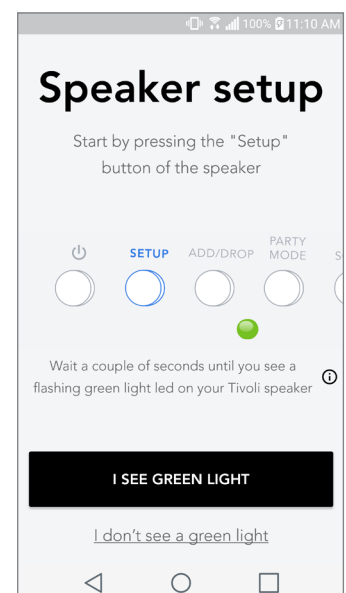 100% 11:10 AM
Speaker setup
Start by pressing the "Setup"
button of the speaker
PARTY
SETUP ADD/DROP MODE
Wait a couple of seconds until you see a
flashing green light led on your Tivoli speaker
I SEE GREEN LIGHT
I don't see a green light